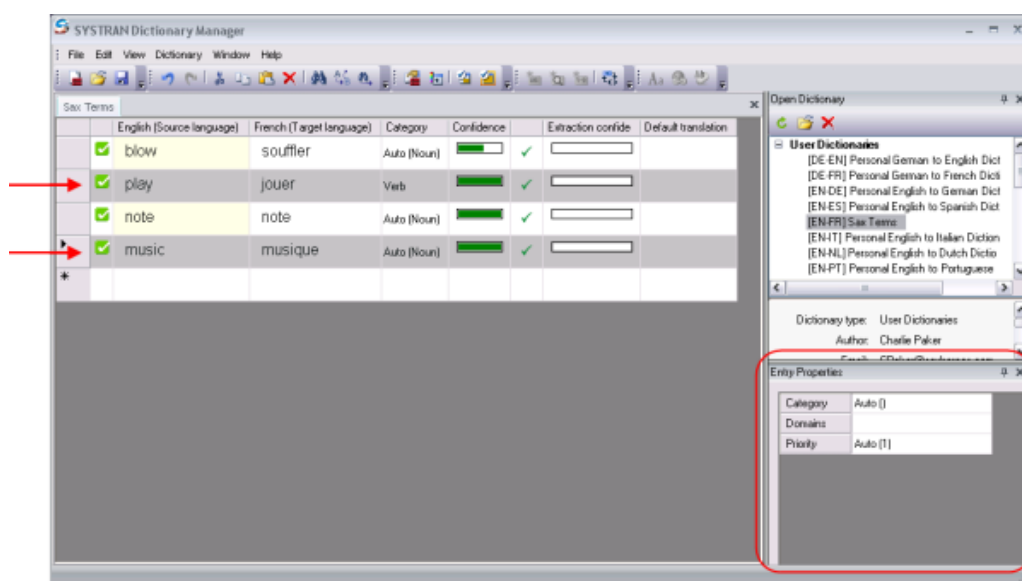 SYSTRAN Dictionary Manager
File Edit View Dictionary Window Help
Sax Terms
English (Source language) French (Target language) Category Confidence Extraction confide Default translation
blow souffler Auto (Noun)
play jouer Verb
note note Auto (Noun)
music musique Auto (Noun)
Open Dictionary
User Dictionaries
[DE-EN] Personal German to English Dict
[DE-FR] Personal German to French Dicti
[EN-DE] Personal English to German Dict
[EN-ES] Personal English to Spanish Dict
[EN-FR] Sax Terms
[EN-IT] Personal English to Italian Diction
[EN-NL] Personal English to Dutch Dictio
[EN-PT] Personal English to Portuguese
Dictionary type: User Dictionaries
Author: Charlie Paker
Entry Properties
Category Auto ()
Domains
Priority Auto (1)